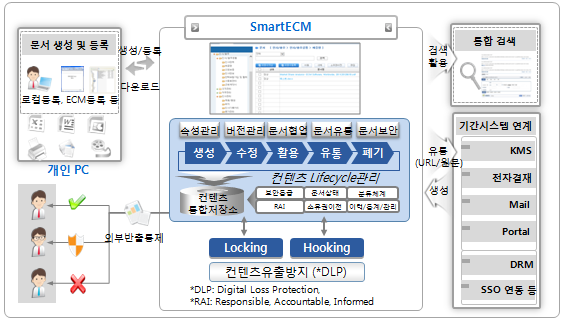 SmartECM
문서 생성 및 등록
로컬등록, ECM등록 등
개인 PC
생성/등록
다운로드
속성관리
버전관리
문서협업
문서유통
문서보안
생성
수정
활용
유통
폐기
컨텐츠 Lifecycle관리
컨텐츠
통합저장소
보안등급
문서상태
분류체계
RAI
소유권이전
이력/통계/관리
외부반출통제
Locking
Hooking
컨텐츠유출방지 (*DLP)
*DLP: Digital Loss Protection,
*RAI: Responsible, Accountable, Informed
검색
활용
통합 검색
유통
(URL/원문)
생성
기간시스템 연계
KMS
전자결재
Mail
Portal
DRM
SSO 연동 등